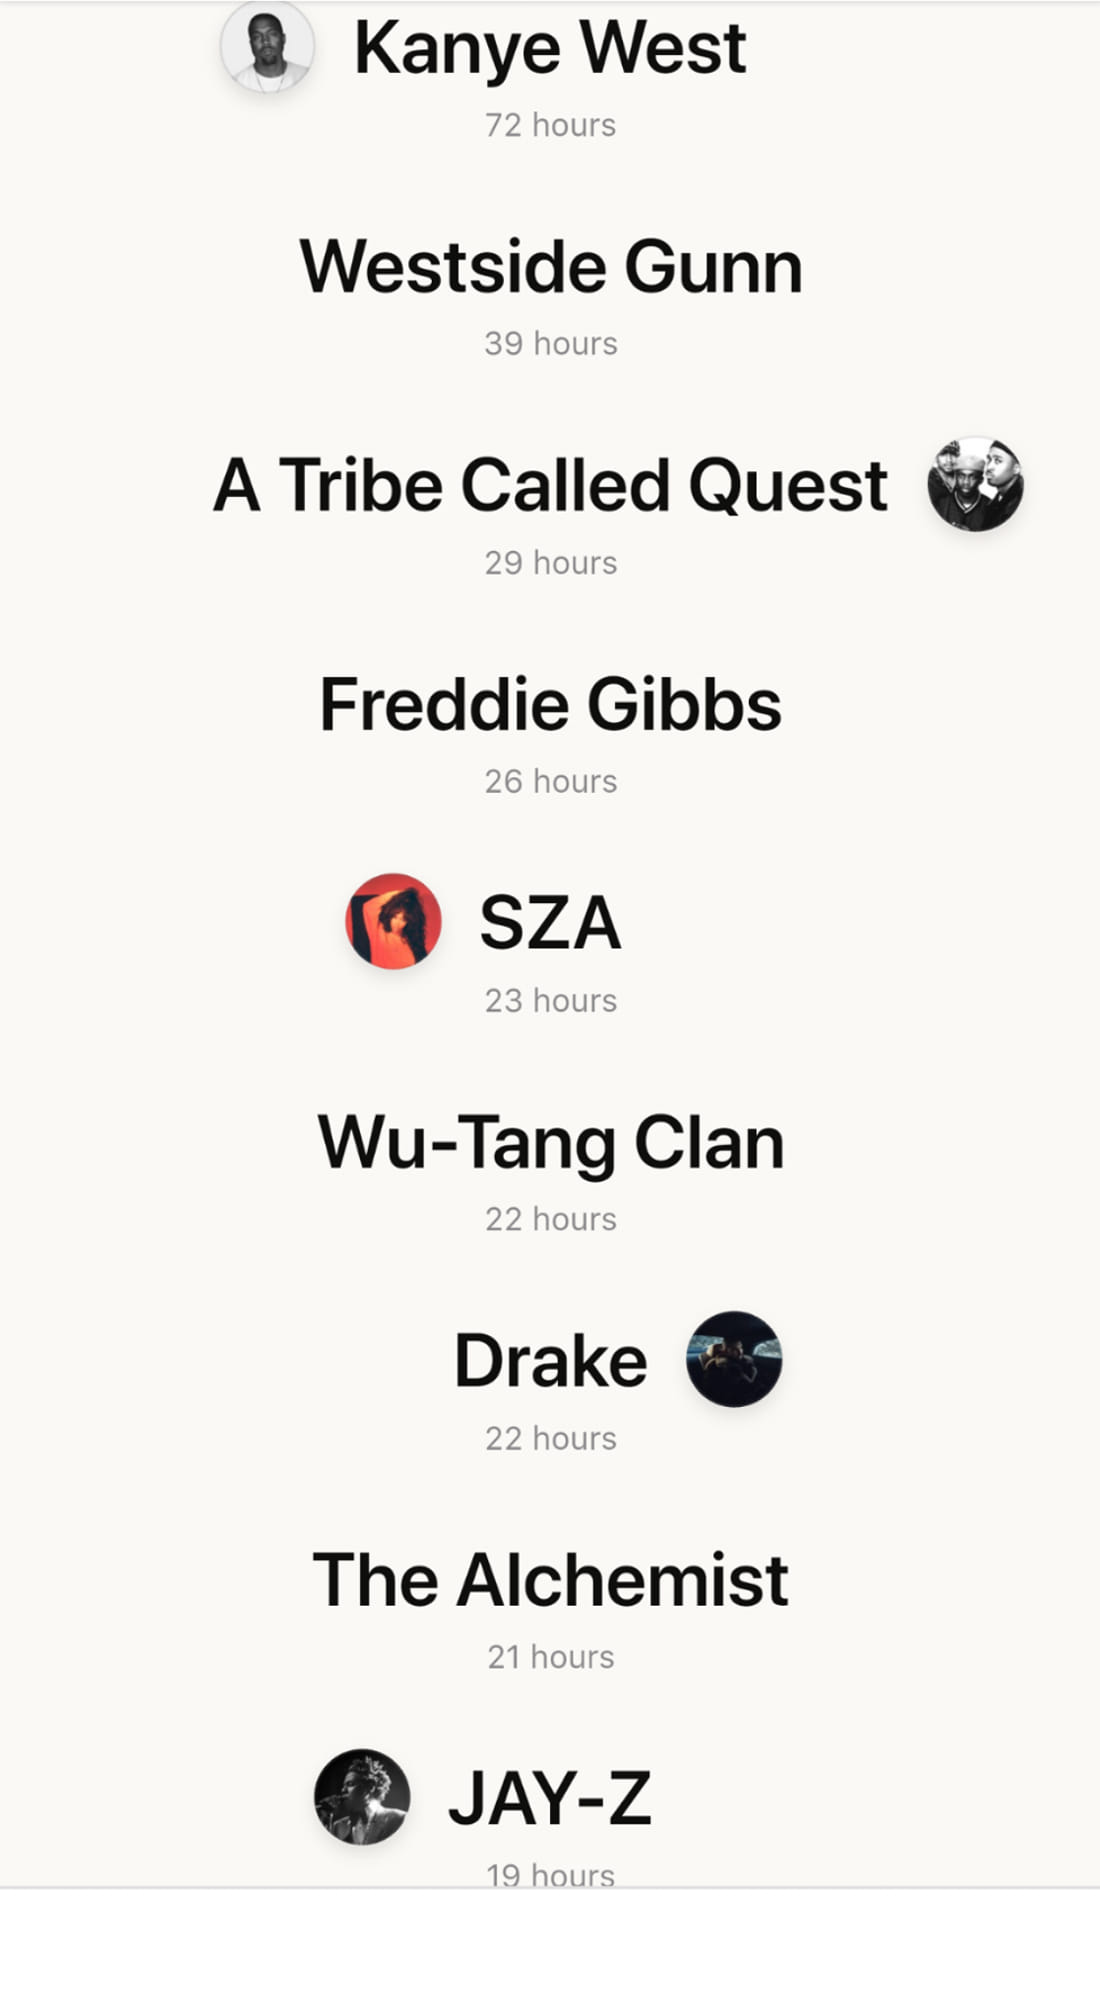 Kanye West
72 hours
Westside Gunn
39 hours
A Tribe Called Quest
29 hours
Freddie Gibbs
26 hours
SZA
23 hours
Wu-Tang Clan
22 hours
Drake
22 hours
The Alchemist
21 hours
JAY-Z
19 hours